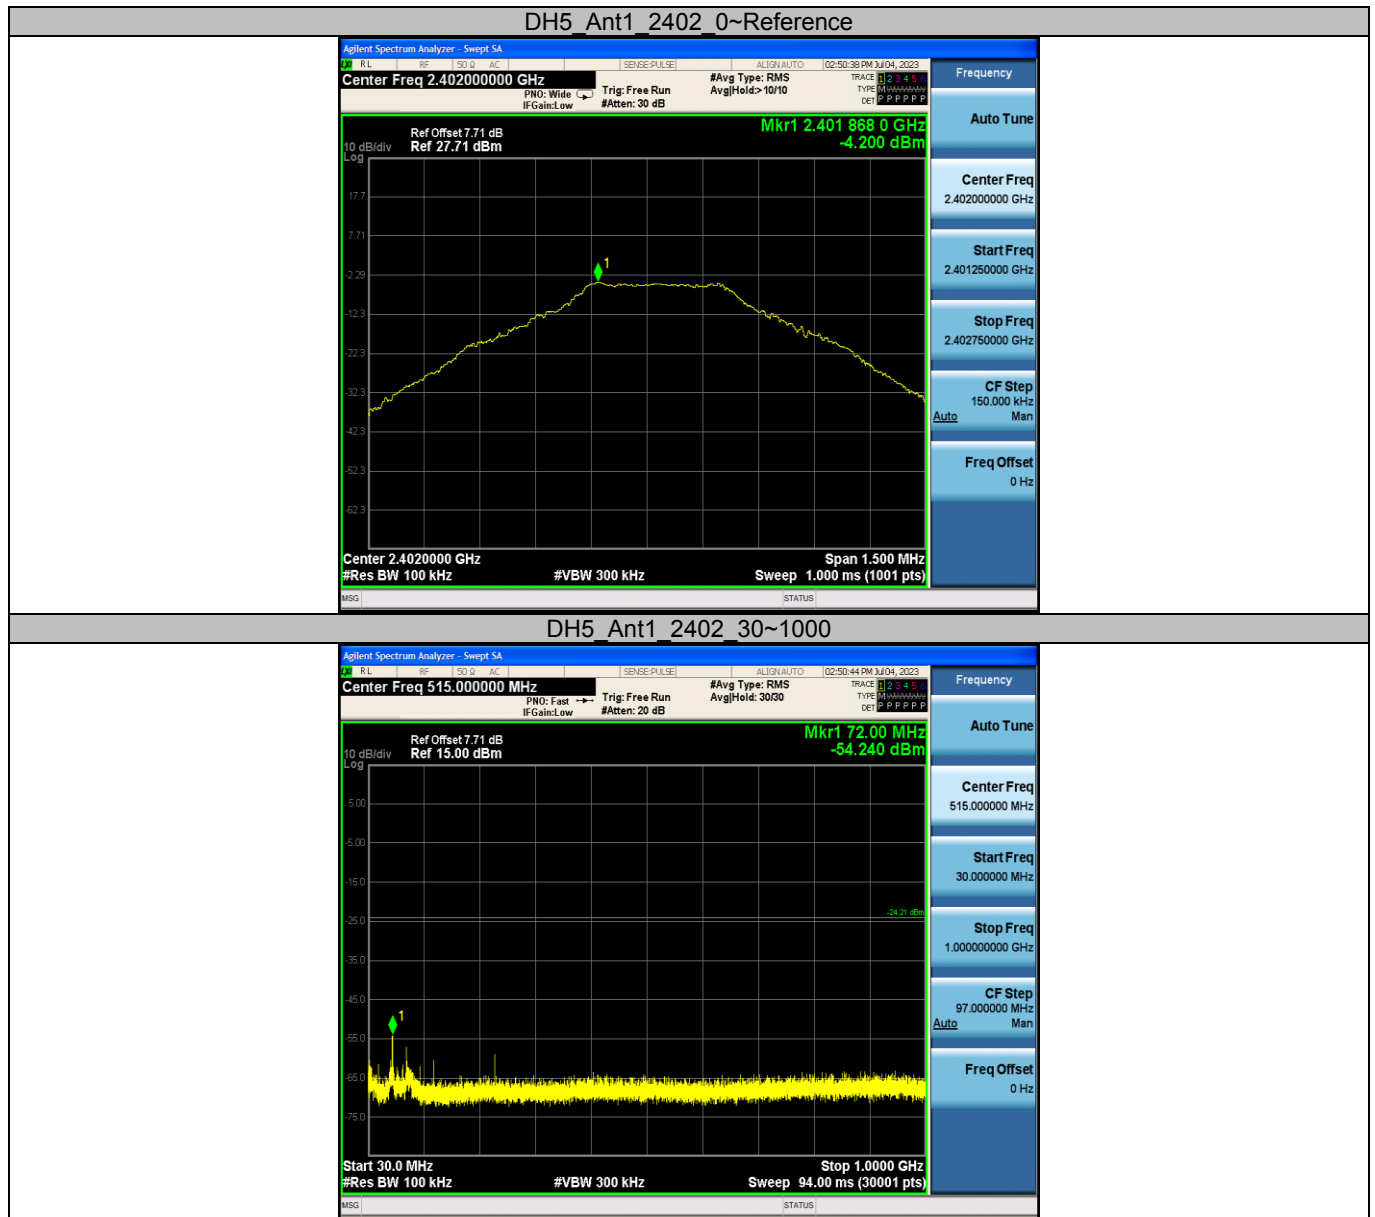 DH5_Ant1_2402_0~Reference
Agilent Spectrum Analyzer - Swept SA
RL RF 50 Ω AC SENSE:PULSE ALIGNAUTO 02:50:38 PM Jul 04, 2023
Center Freq 2.402000000 GHz
PNO: Wide
IFGain:Low
Trig: Free Run
#Atten: 30 dB
#Avg Type: RMS
Avg|Hold:> 10/10
TRACE 1 2 3 4 5 6
TYPE M
DET P P P P P P
Mkr1 2.401 868 0 GHz
-4.200 dBm
Ref Offset 7.71 dB
10 dB/div Ref 27.71 dBm
Log
17.7
7.71
1
-2.29
-12.3
-22.3
-32.3
-42.3
-52.3
-62.3
Center 2.4020000 GHz Span 1.500 MHz
#Res BW 100 kHz #VBW 300 kHz Sweep 1.000 ms (1001 pts)
MSG STATUS
Frequency
Auto Tune
Center Freq
2.402000000 GHz
Start Freq
2.401250000 GHz
Stop Freq
2.402750000 GHz
CF Step
150.000 kHz
Auto Man
Freq Offset
0 Hz
DH5_Ant1_2402_30~1000
Agilent Spectrum Analyzer - Swept SA
RL RF 50 Ω AC SENSE:PULSE ALIGNAUTO 02:50:44 PM Jul 04, 2023
Center Freq 515.000000 MHz
PNO: Fast
IFGain:Low
Trig: Free Run
#Atten: 20 dB
#Avg Type: RMS
Avg|Hold: 30/30
TRACE 1 2 3 4 5 6
TYPE M
DET P P P P P P
Mkr1 72.00 MHz
-54.240 dBm
Ref Offset 7.71 dB
10 dB/div Ref 15.00 dBm
Log
5.00
-5.00
-15.0
-24.21 dBm
-25.0
-35.0
-45.0
1
-55.0
-65.0
-75.0
Start 30.0 MHz Stop 1.0000 GHz
#Res BW 100 kHz #VBW 300 kHz Sweep 94.00 ms (30001 pts)
MSG STATUS
Frequency
Auto Tune
Center Freq
515.000000 MHz
Start Freq
30.000000 MHz
Stop Freq
1.000000000 GHz
CF Step
97.000000 MHz
Auto Man
Freq Offset
0 Hz